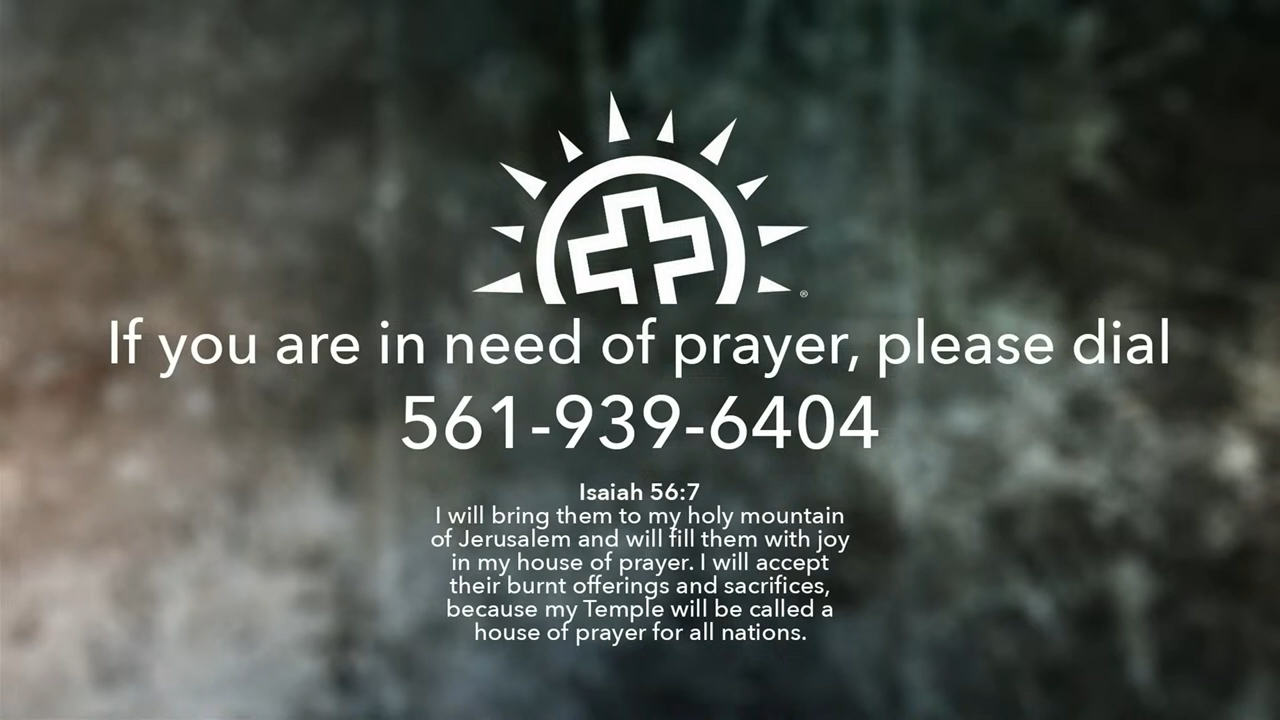 ®
If you are in need of prayer, please dial
561-939-6404
Isaiah 56:7
I will bring them to my holy mountain
of Jerusalem and will fill them with joy
in my house of prayer. I will accept
their burnt offerings and sacrifices,
because my Temple will be called a
house of prayer for all nations.